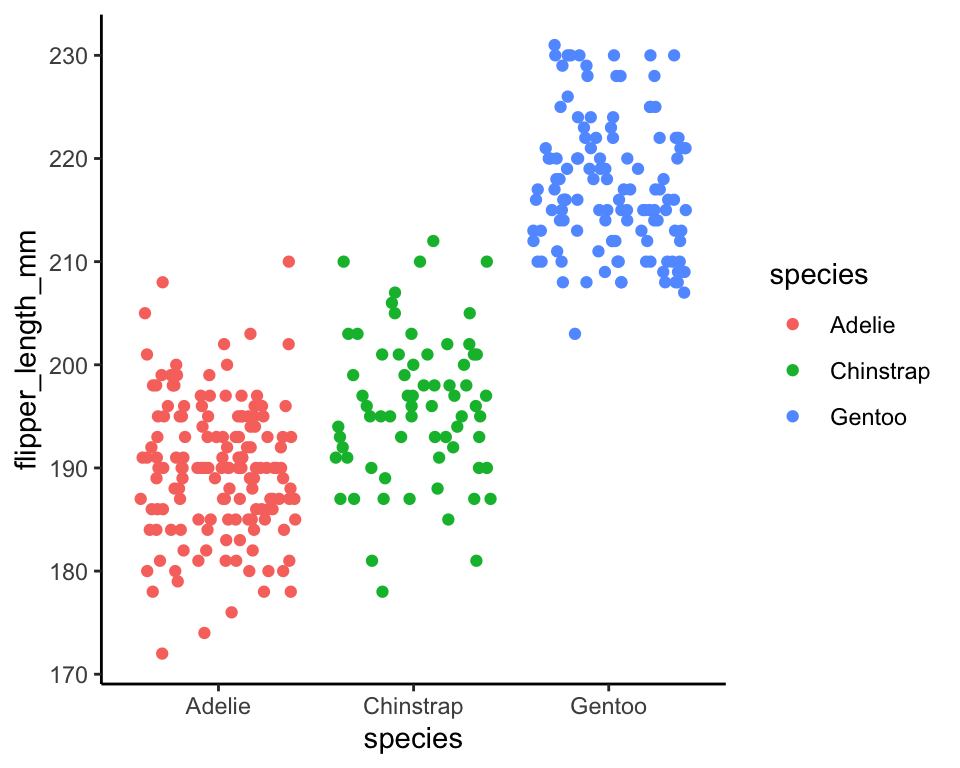 flipper_length_mm
230
220
210
200
190
180
170
Adelie
Chinstrap
Gentoo
species
species
Adelie
Chinstrap
Gentoo